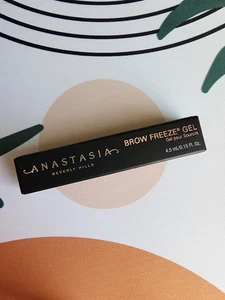 ANASTASIA
BEVERLY HILLS
BROW FREEZE® GEL
Gel pour Sourcils
4.5 mL/0.15 Fl. Oz.